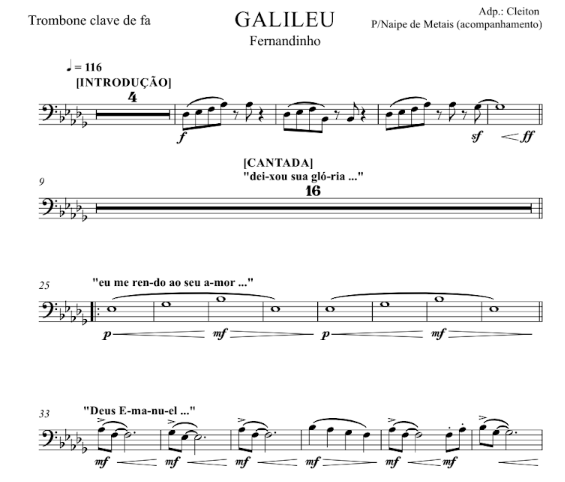 Trombone clave de fa
GALILEU
Fernandinho
Adp.: Cleiton
P/Naipe de Metais (acompanhamento)
♩ = 116
[INTRODUÇÃO]
4
f sf ff
[CANTADA]
"dei-xou sua gló-ria ..."
9
16
"eu me ren-do ao seu a-mor ..."
25
p mf p mf
"Deus E-ma-nu-el ..."
33
mf mf mf mf mf mf